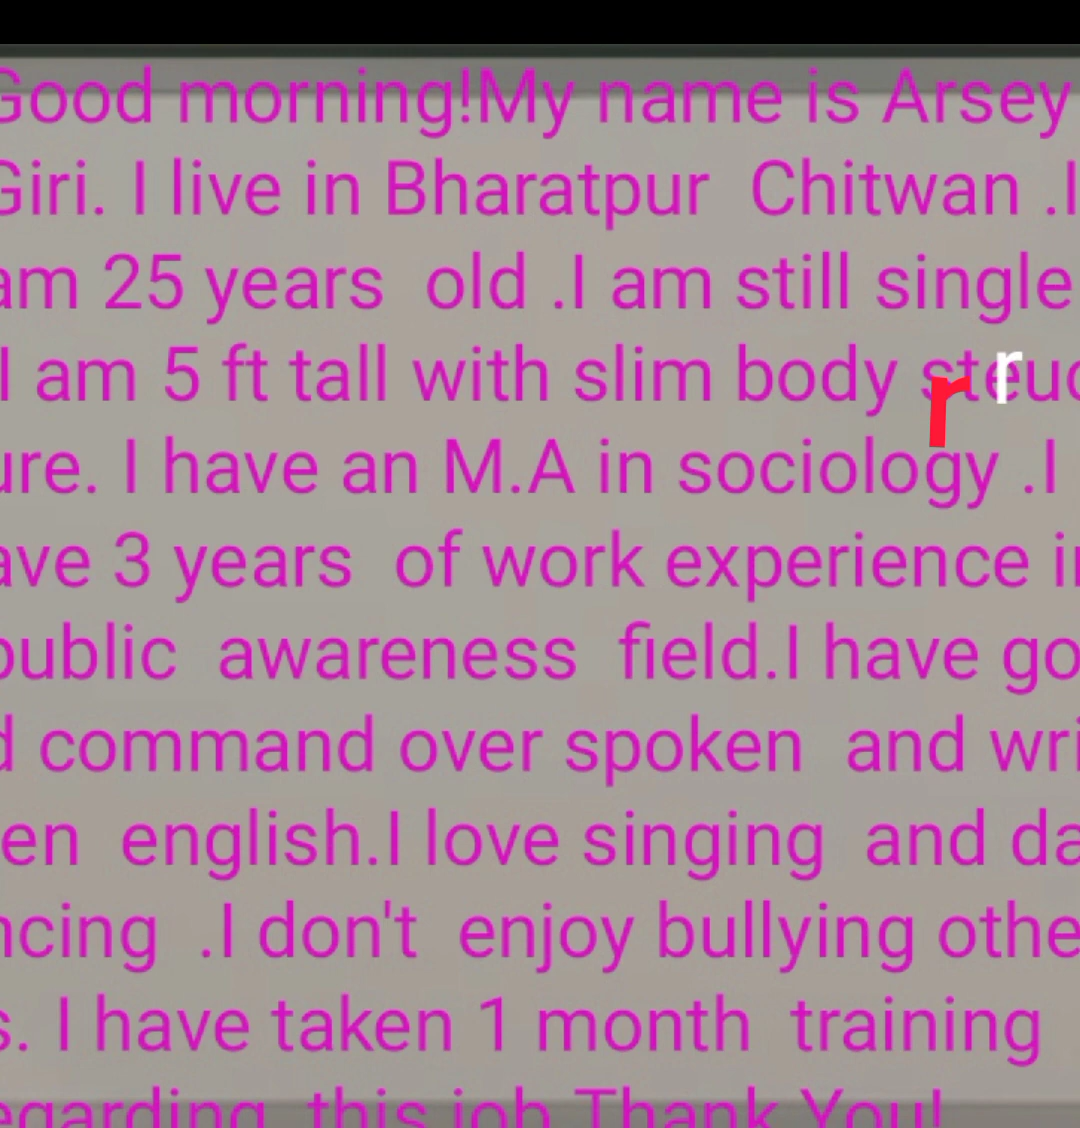 Good morning!My name is Arsey
Giri. I live in Bharatpur  Chitwan .I
am 25 years  old .I am still single
I am 5 ft tall with slim body steuc
ure. I have an M.A in sociology .I
ave 3 years  of work experience in
public  awareness  field.I have go
d command over spoken  and wri
en  english.I love singing  and da
ncing  .I don't  enjoy bullying othe
s. I have taken 1 month  training
egarding  this job.Thank You!
r
r